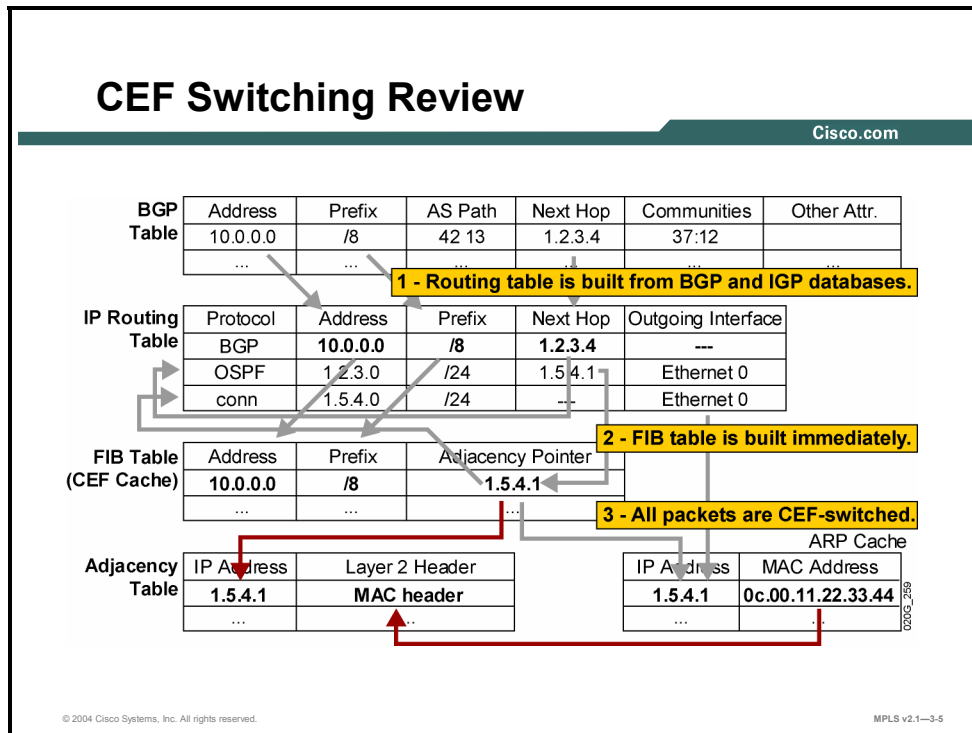 CEF Switching Review
Cisco.com
BGP Table
Address Prefix AS Path Next Hop Communities Other Attr.
10.0.0.0 /8 42 13 1.2.3.4 37:12
... ... ... ... ... ...
1 - Routing table is built from BGP and IGP databases.
IP Routing Table
Protocol Address Prefix Next Hop Outgoing Interface
BGP 10.0.0.0 /8 1.2.3.4 ---
OSPF 1.2.3.0 /24 1.5.4.1 Ethernet 0
conn 1.5.4.0 /24 --- Ethernet 0
2 - FIB table is built immediately.
FIB Table (CEF Cache)
Address Prefix Adjacency Pointer
10.0.0.0 /8 1.5.4.1
... ... ...
3 - All packets are CEF-switched.
Adjacency Table
IP Address Layer 2 Header
1.5.4.1 MAC header
... ...
ARP Cache
IP Address MAC Address
1.5.4.1 0c.00.11.22.33.44
... ...
020G_259
© 2004 Cisco Systems, Inc. All rights reserved.
MPLS v2.1—3-5